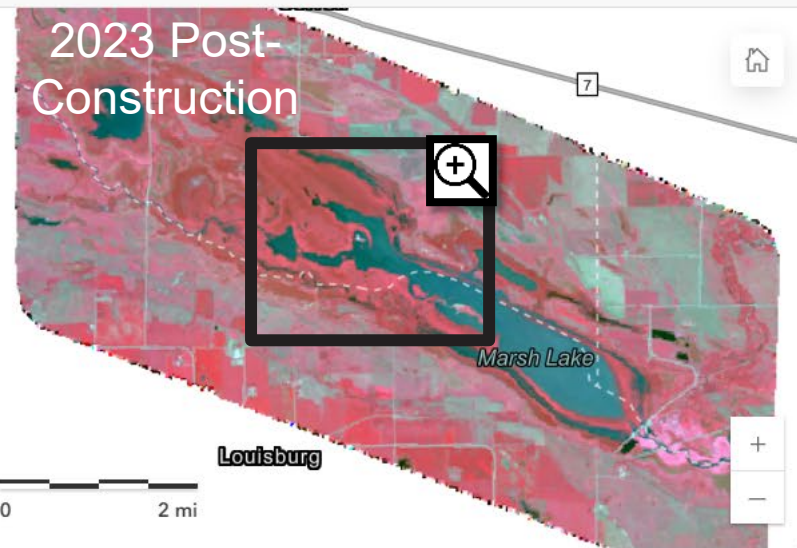 2023 Post-
Construction
7
Marsh Lake
Louisburg
0
2 mi
+
−